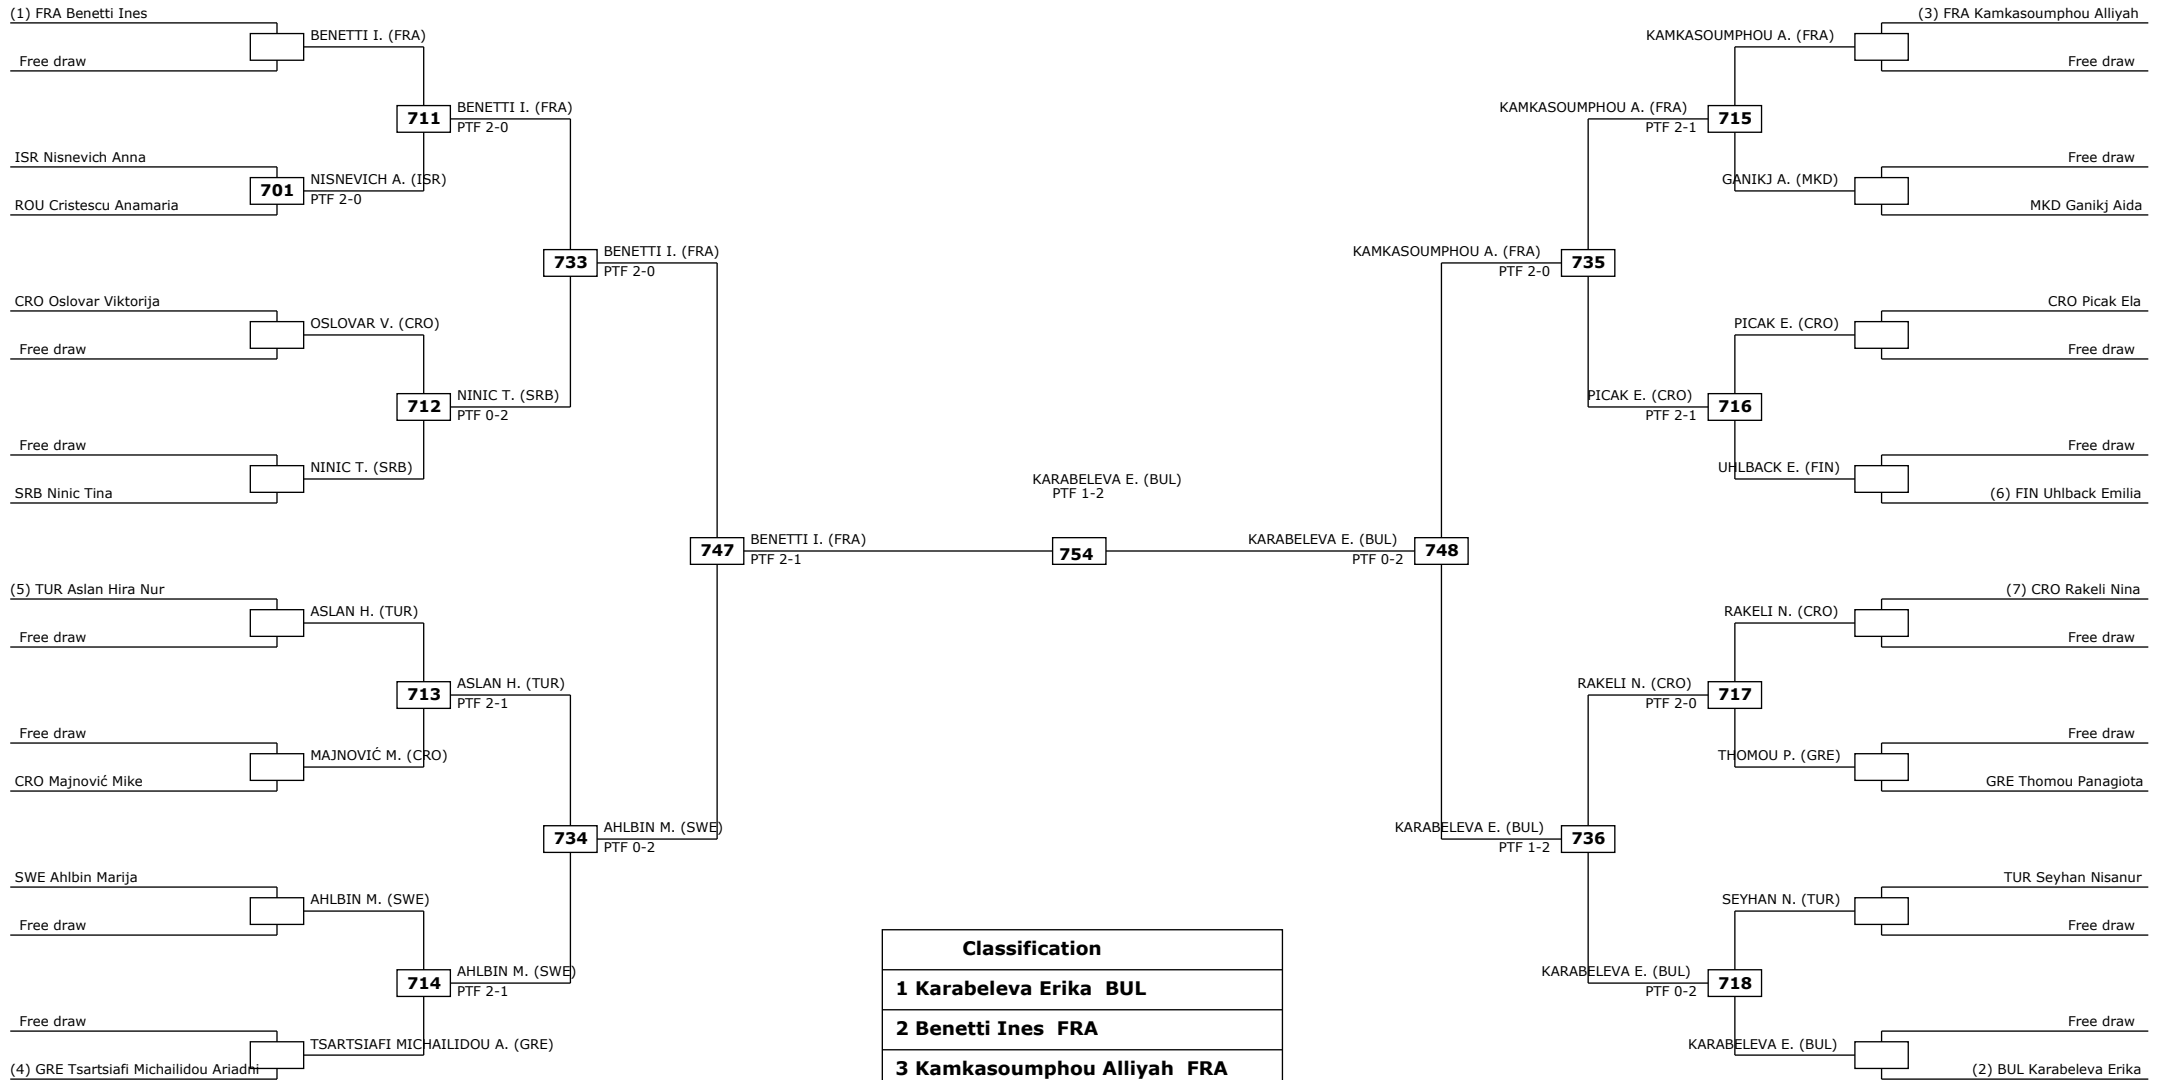 (1) FRA Benetti Ines
BENETTI I. (FRA)
Free draw
711
BENETTI I. (FRA)
PTF 2-0
ISR Nisnevich Anna
701
NISNEVICH A. (ISR)
PTF 2-0
ROU Cristescu Anamaria
733
BENETTI I. (FRA)
PTF 2-0
CRO Oslovar Viktorija
OSLOVAR V. (CRO)
Free draw
712
NINIC T. (SRB)
PTF 0-2
Free draw
NINIC T. (SRB)
SRB Ninic Tina
747
BENETTI I. (FRA)
PTF 2-1
(5) TUR Aslan Hira Nur
ASLAN H. (TUR)
Free draw
713
ASLAN H. (TUR)
PTF 2-1
Free draw
MAJNOVIĆ M. (CRO)
CRO Majnović Mike
734
AHLBIN M. (SWE)
PTF 0-2
SWE Ahlbin Marija
AHLBIN M. (SWE)
Free draw
714
AHLBIN M. (SWE)
PTF 2-1
Free draw
TSARTSIAFI MICHAILIDOU A. (GRE)
(4) GRE Tsartsiafi Michailidou Ariadni
KARABELEVA E. (BUL)
PTF 1-2
754
(3) FRA Kamkasoumphou Alliyah
KAMKASOUMPHOU A. (FRA)
Free draw
KAMKASOUMPHOU A. (FRA)
PTF 2-1
715
Free draw
GANIKJ A. (MKD)
MKD Ganikj Aida
KAMKASOUMPHOU A. (FRA)
PTF 2-0
735
CRO Picak Ela
PICAK E. (CRO)
Free draw
PICAK E. (CRO)
PTF 2-1
716
Free draw
UHLBACK E. (FIN)
(6) FIN Uhlback Emilia
KARABELEVA E. (BUL)
PTF 0-2
748
(7) CRO Rakeli Nina
RAKELI N. (CRO)
Free draw
RAKELI N. (CRO)
PTF 2-0
717
Free draw
THOMOU P. (GRE)
GRE Thomou Panagiota
KARABELEVA E. (BUL)
PTF 1-2
736
TUR Seyhan Nisanur
SEYHAN N. (TUR)
Free draw
KARABELEVA E. (BUL)
PTF 0-2
718
Free draw
KARABELEVA E. (BUL)
(2) BUL Karabeleva Erika
Classification
1 Karabeleva Erika BUL
2 Benetti Ines FRA
3 Kamkasoumphou Alliyah FRA